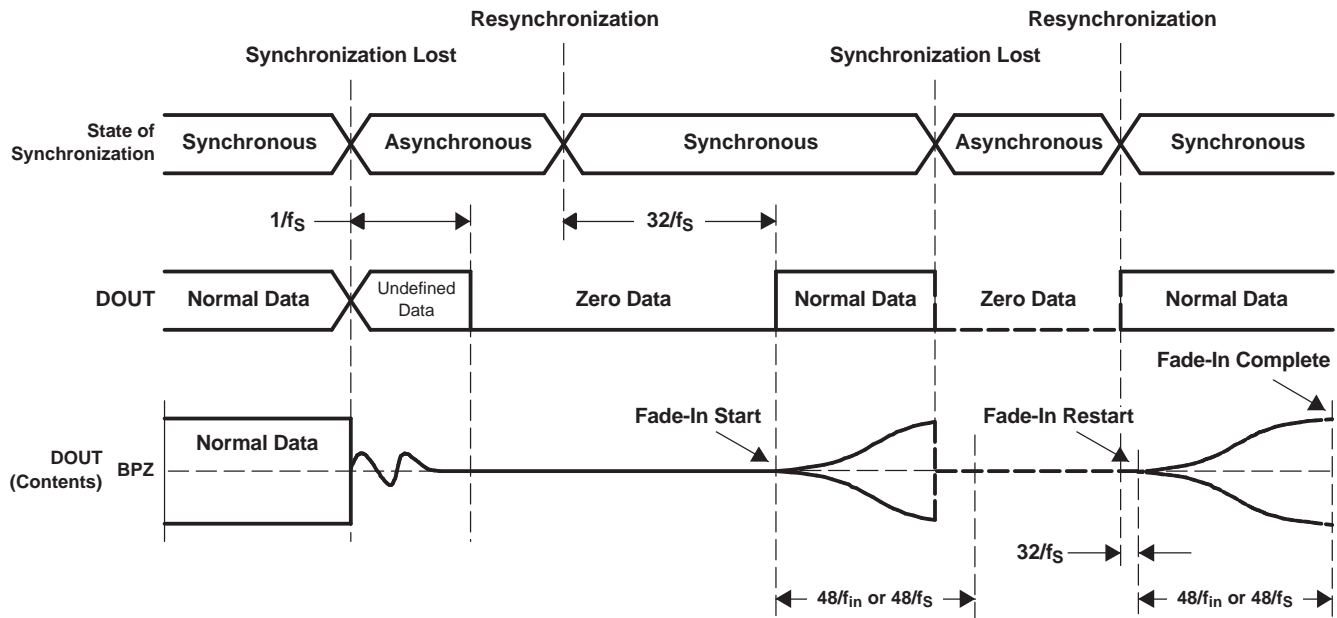 Resynchronization
Resynchronization
Synchronization Lost
Synchronization Lost
State of
Synchronization
Synchronous
Asynchronous
Synchronous
Asynchronous
Synchronous
1/fS
32/fS
DOUT
Normal Data
Undefined
Data
Zero Data
Normal Data
Zero Data
Normal Data
Fade-In Complete
Fade-In Start
Fade-In Restart
Normal Data
DOUT
(Contents)
BPZ
32/fS
48/fin or 48/fS
48/fin or 48/fS